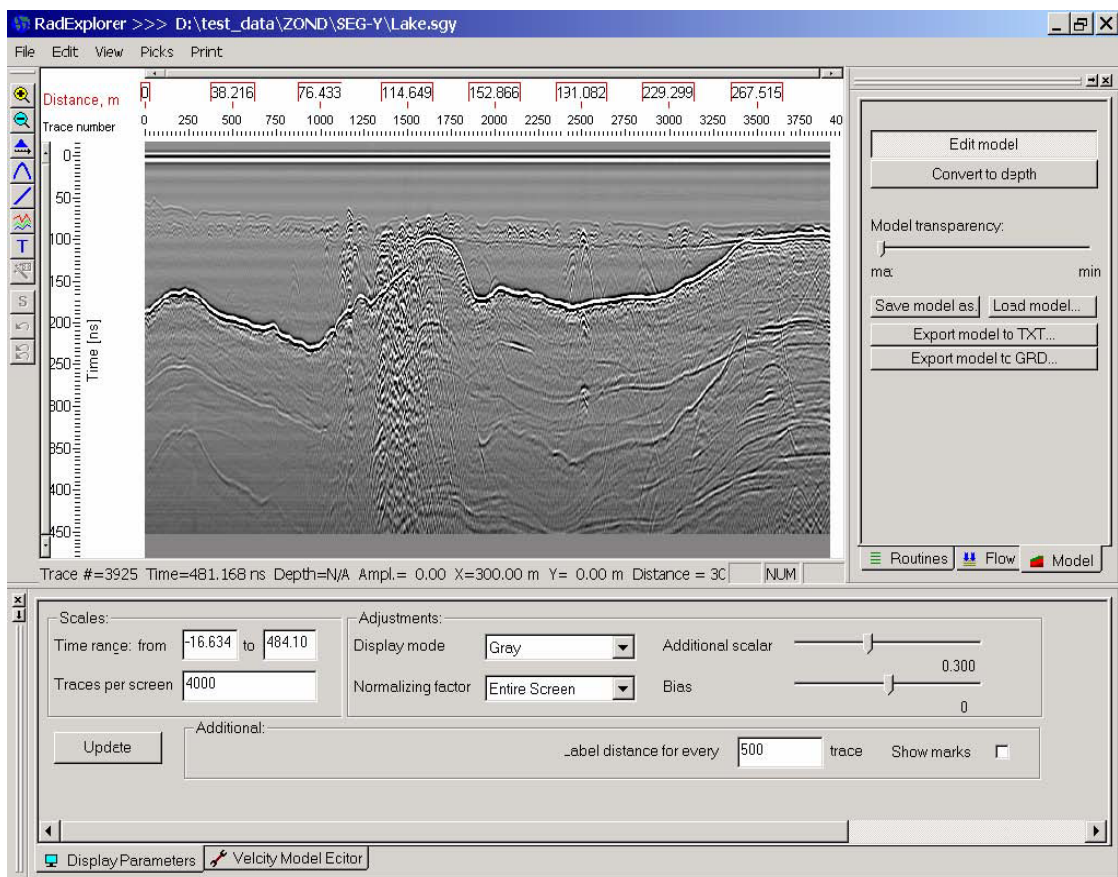 RadExplorer >>> D:\test_data\ZOND\SEG-Y\Lake.sgy
File Edit View Picks Print
Distance, m 0 38.216 76.433 114.649 152.866 131.082 229.299 267.515
Trace number 0 250 500 750 1000 1250 1500 1750 2000 2250 2500 2750 3000 3250 3500 3750 40
T
S
Time [ns]
0
50
100
150
200
250
300
350
400
450
Edit model
Convert to depth
Model transparency:
ma: min
Save model as. Load model...
Export model to TXT...
Export model to GRD...
Routines Flow Model
Trace #=3925 Time=481.168 ns Depth=N/A Ampl.= 0.00 X=300.00 m Y= 0.00 m Distance = 30 NUM
Scales:
Time range: from -16.634 to 484.10
Traces per screen 4000
Adjustments:
Display mode Gray Additional scalar
0.300
Normalizing factor Entire Screen Bias
0
Update
Additional:
Label distance for every 500 trace Show marks
Display Parameters Velcity Model Ecitor